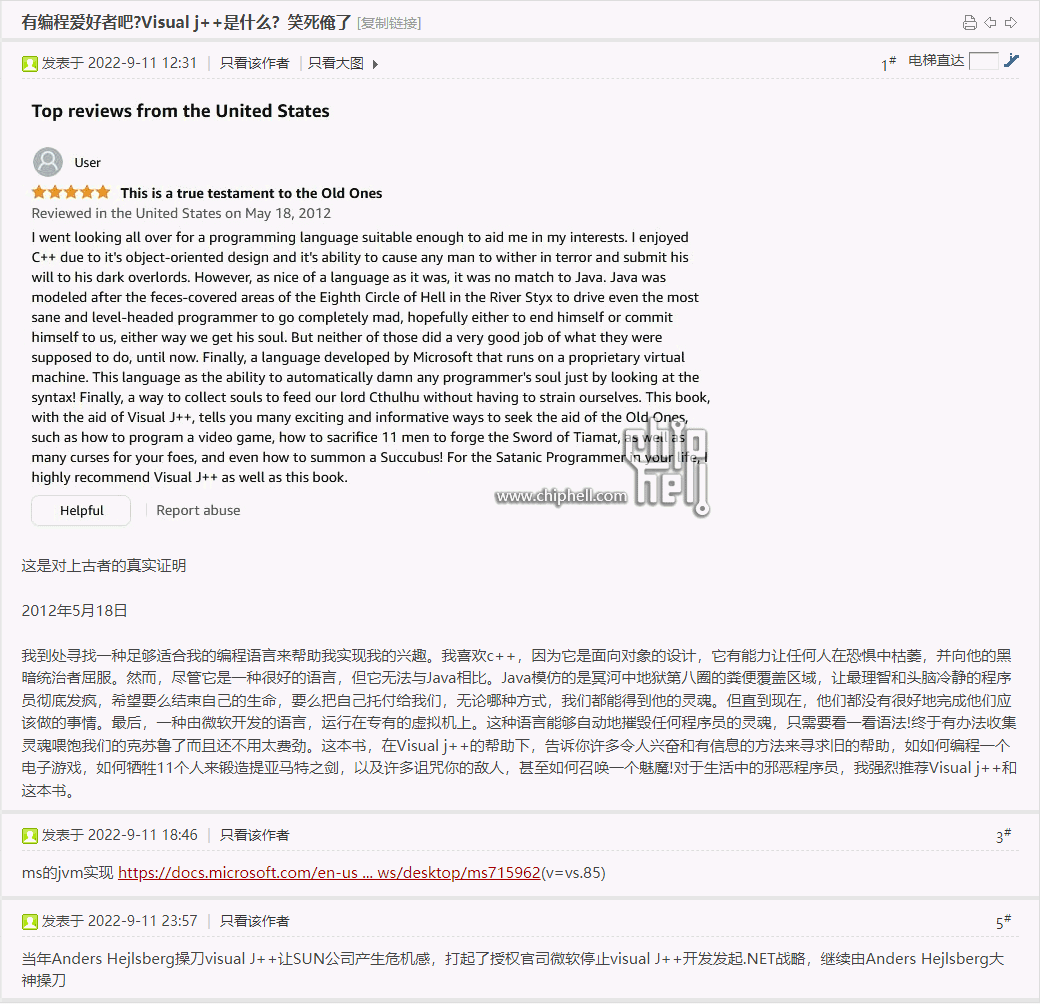 有编程爱好者吧?Visual j++是什么？笑死俺了 [复制链接]
发表于 2022-9-11 12:31 | 只看该作者 | 只看大图
1# 电梯直达
Top reviews from the United States
User
This is a true testament to the Old Ones
Reviewed in the United States on May 18, 2012
I went looking all over for a programming language suitable enough to aid me in my interests. I enjoyed
C++ due to it's object-oriented design and it's ability to cause any man to wither in terror and submit his
will to his dark overlords. However, as nice of a language as it was, it was no match to Java. Java was
modeled after the feces-covered areas of the Eighth Circle of Hell in the River Styx to drive even the most
sane and level-headed programmer to go completely mad, hopefully either to end himself or commit
himself to us, either way we get his soul. But neither of those did a very good job of what they were
supposed to do, until now. Finally, a language developed by Microsoft that runs on a proprietary virtual
machine. This language as the ability to automatically damn any programmer's soul just by looking at the
syntax! Finally, a way to collect souls to feed our lord Cthulhu without having to strain ourselves. This book,
with the aid of Visual J++, tells you many exciting and informative ways to seek the aid of the Old Ones,
such as how to program a video game, how to sacrifice 11 men to forge the Sword of Tiamat, as well as
many curses for your foes, and even how to summon a Succubus! For the Satanic Programmer in your life, I
highly recommend Visual J++ as well as this book.
chip
hell
www.chiphell.com
Helpful | Report abuse
这是对上古者的真实证明
2012年5月18日
我到处寻找一种足够适合我的编程语言来帮助我实现我的兴趣。我喜欢c++，因为它是面向对象的设计，它有能力让任何人在恐惧中枯萎，并向他的黑
暗统治者屈服。然而，尽管它是一种很好的语言，但它无法与Java相比。Java模仿的是冥河中地狱第八圈的粪便覆盖区域，让最理智和头脑冷静的程序
员彻底发疯，希望要么结束自己的生命，要么把自己托付给我们，无论哪种方式，我们都能得到他的灵魂。但直到现在，他们都没有很好地完成他们应
该做的事情。最后，一种由微软开发的语言，运行在专有的虚拟机上。这种语言能够自动地摧毁任何程序员的灵魂，只需要看一看语法!终于有办法收集
灵魂喂饱我们的克苏鲁了而且还不用太费劲。这本书，在Visual j++的帮助下，告诉你许多令人兴奋和有信息的方法来寻求旧的帮助，如如何编程一个
电子游戏，如何牺牲11个人来锻造提亚马特之剑，以及许多诅咒你的敌人，甚至如何召唤一个魅魔!对于生活中的邪恶程序员，我强烈推荐Visual j++和
这本书。
发表于 2022-9-11 18:46 | 只看该作者
3#
ms的jvm实现 https://docs.microsoft.com/en-us ... ws/desktop/ms715962(v=vs.85)
发表于 2022-9-11 23:57 | 只看该作者
5#
当年Anders Hejlsberg操刀visual J++让SUN公司产生危机感，打起了授权官司微软停止visual J++开发发起.NET战略，继续由Anders Hejlsberg大
神操刀